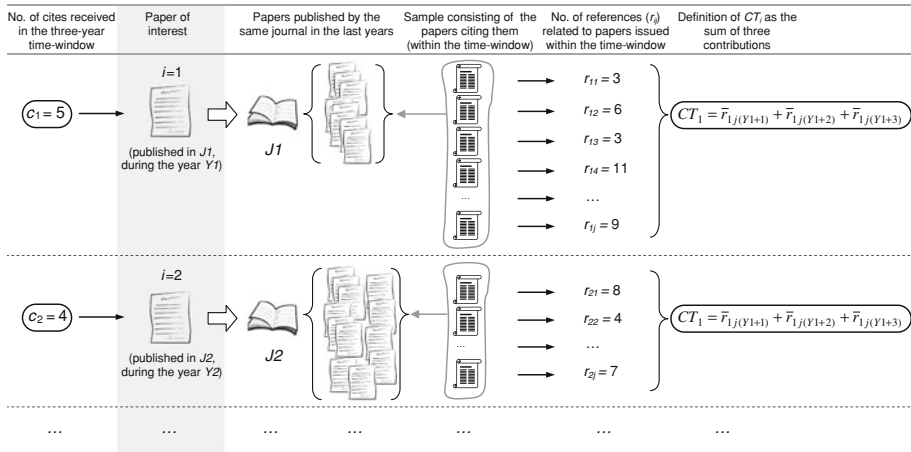 No. of cites received in the three-year time-window
Paper of interest
Papers published by the same journal in the last years
Sample consisting of the papers citing them (within the time-window)
No. of references (rij) related to papers issued within the time-window
Definition of CTi as the sum of three contributions
i=1
c1 = 5
J1
(published in J1, during the year Y1)
...
r11 = 3
r12 = 6
r13 = 3
r14 = 11
...
r1j = 9
CT1 = r̅1j(Y1+1) + r̅1j(Y1+2) + r̅1j(Y1+3)
i=2
c2 = 4
J2
(published in J2, during the year Y2)
...
r21 = 8
r22 = 4
...
r2j = 7
CT1 = r̅1j(Y1+1) + r̅1j(Y1+2) + r̅1j(Y1+3)
... ... ... ... ... ... ...